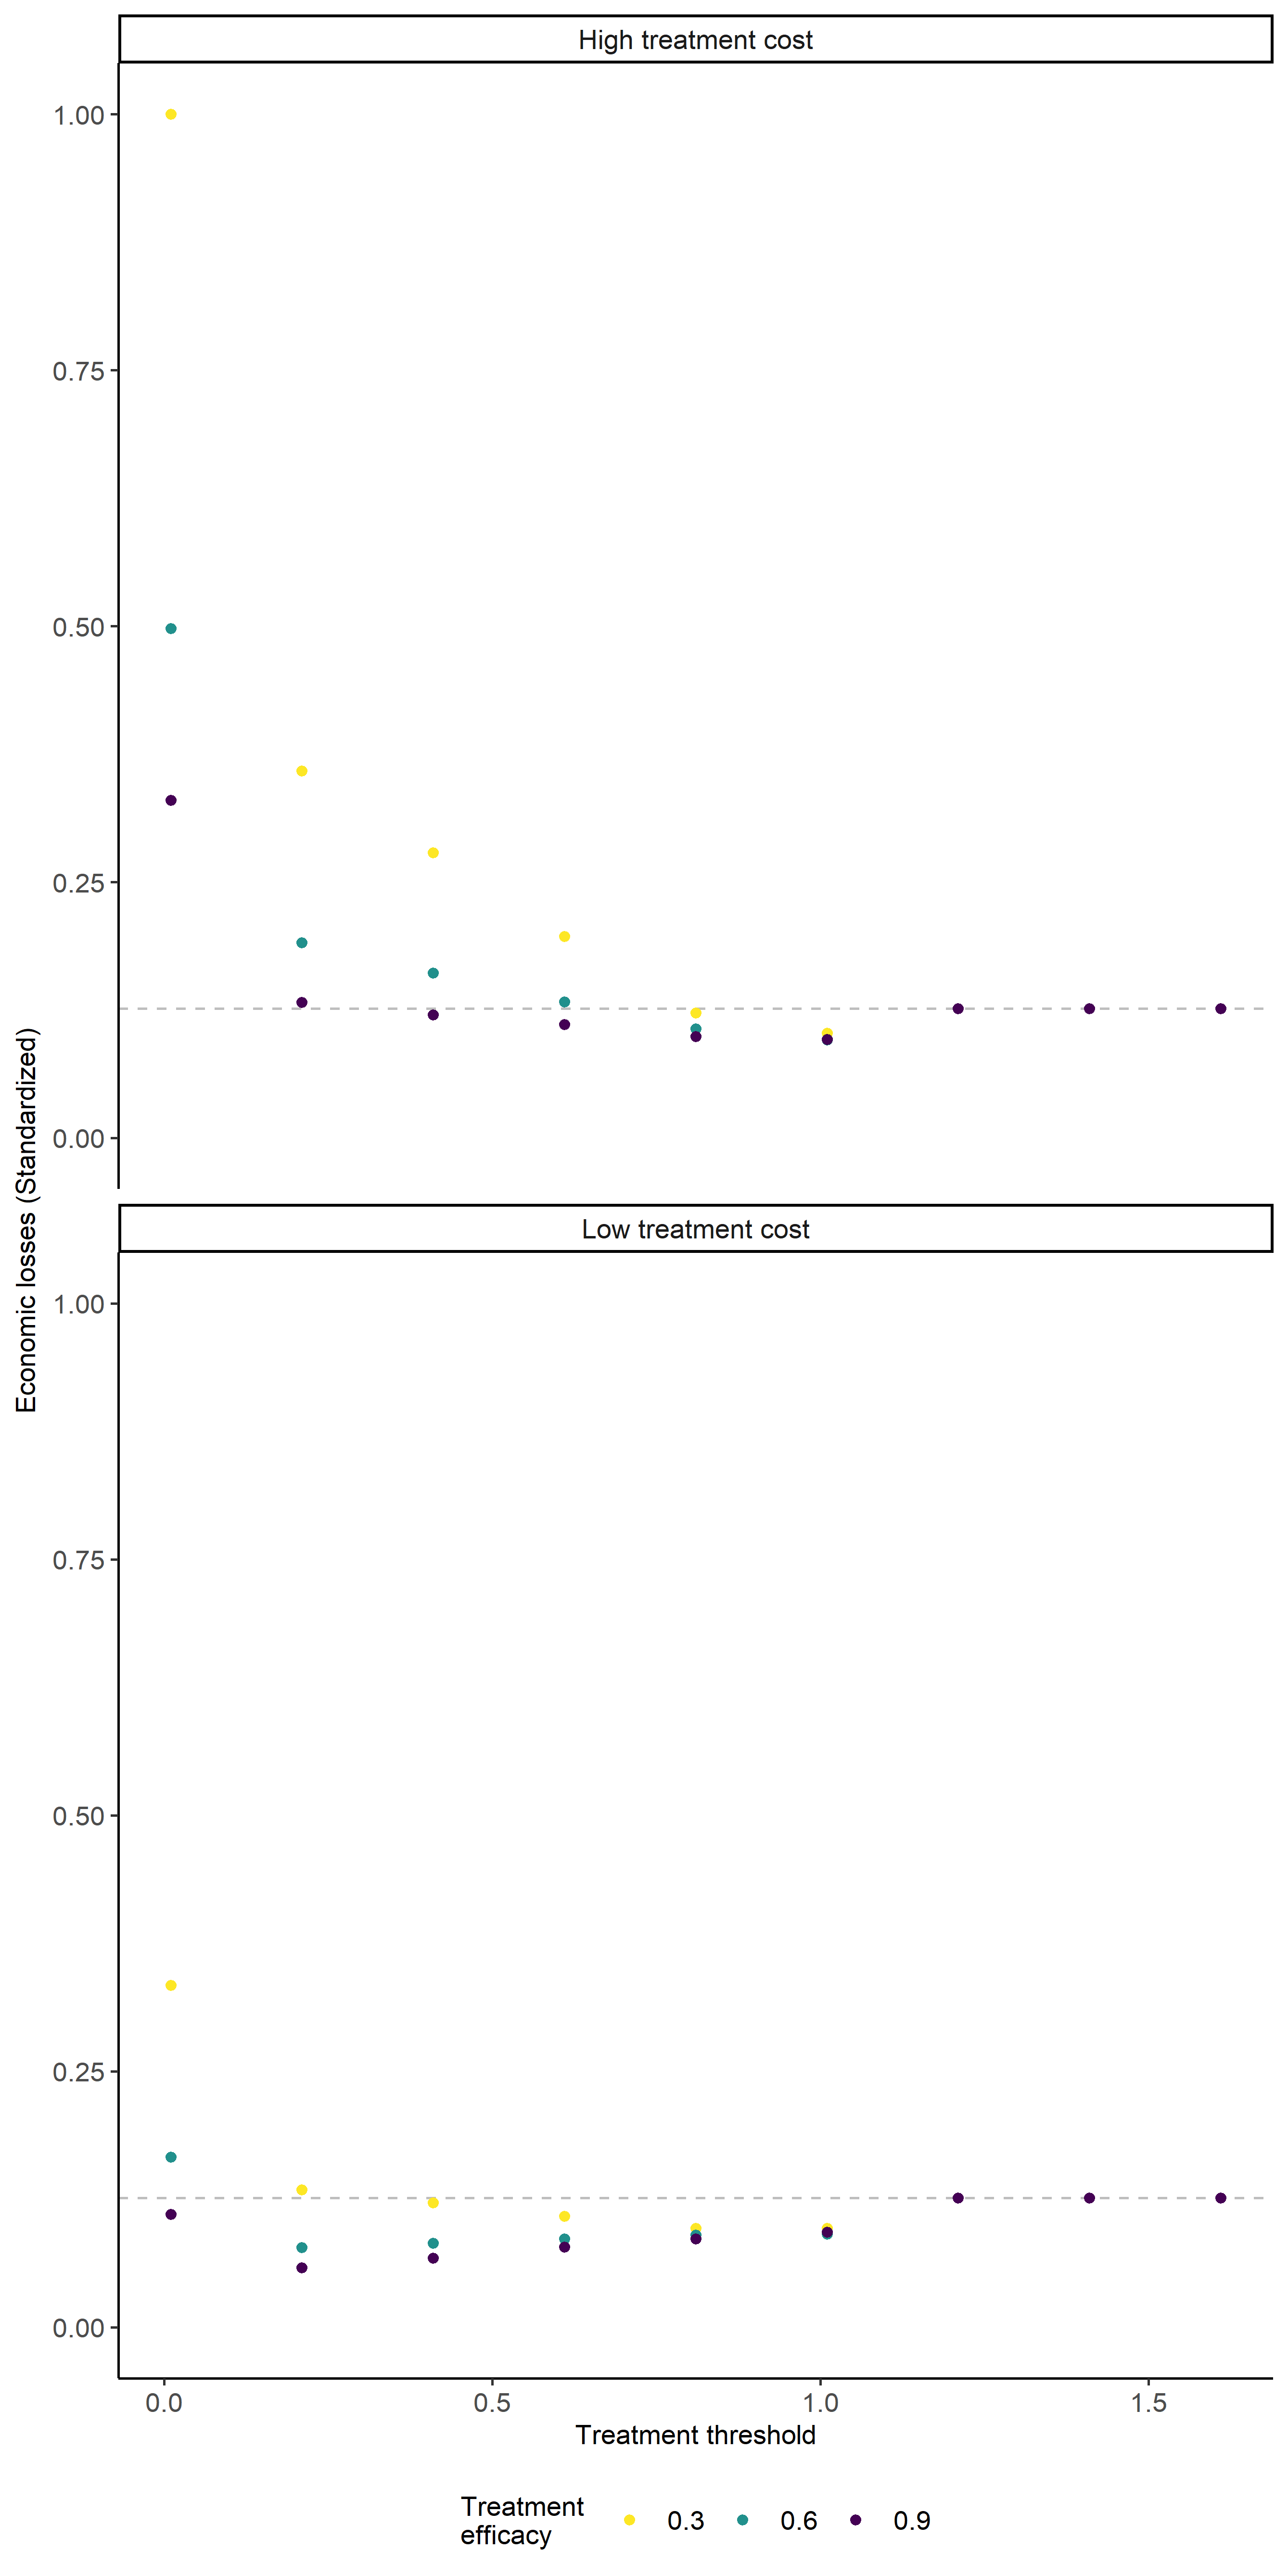 High treatment cost
1.00
0.75
0.50
0.25
0.00
Economic losses (Standardized)
Low treatment cost
1.00
0.75
0.50
0.25
0.00
0.0 0.5 1.0 1.5
Treatment threshold
Treatment
efficacy
0.3 0.6 0.9